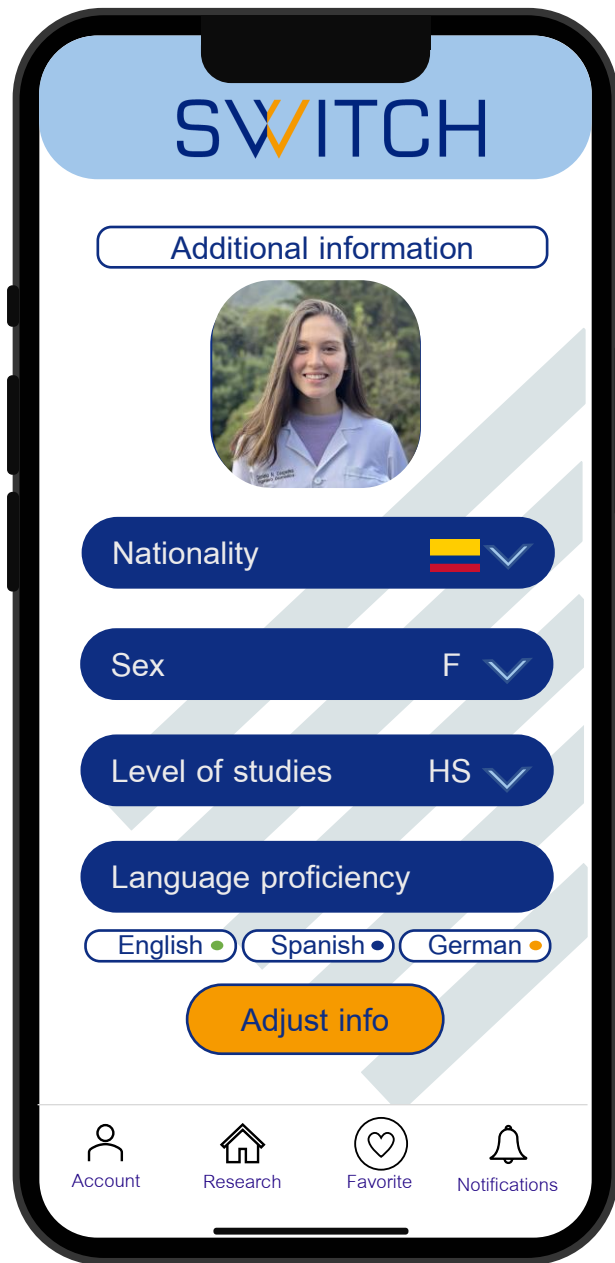 SWITCH
Additional information
Nationality
Sex F
Level of studies HS
Language proficiency
English Spanish German
Adjust info
Account Research Favorite Notifications